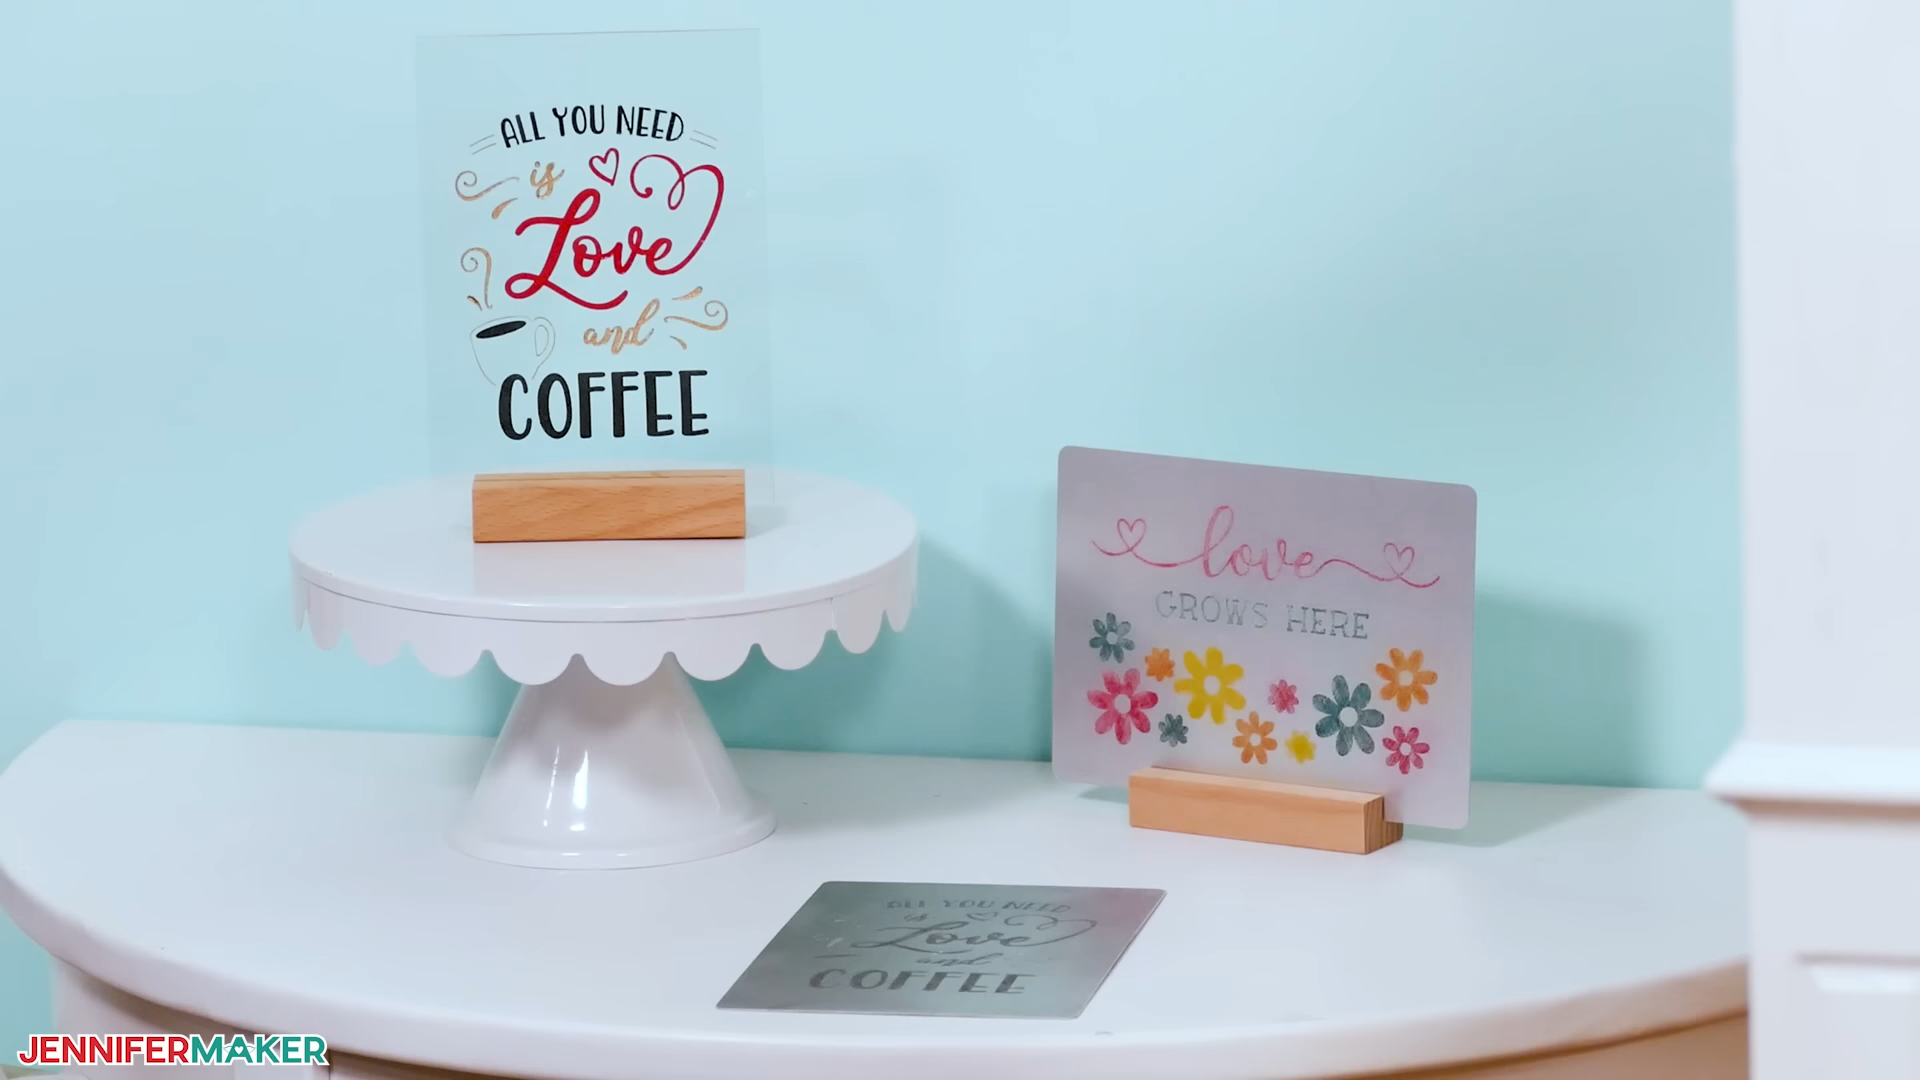 ALL YOU NEED
is
Love
and
COFFEE
love
GROWS HERE
ALL YOU NEED
is
Love
and
COFFEE
JENNIFERMAKER